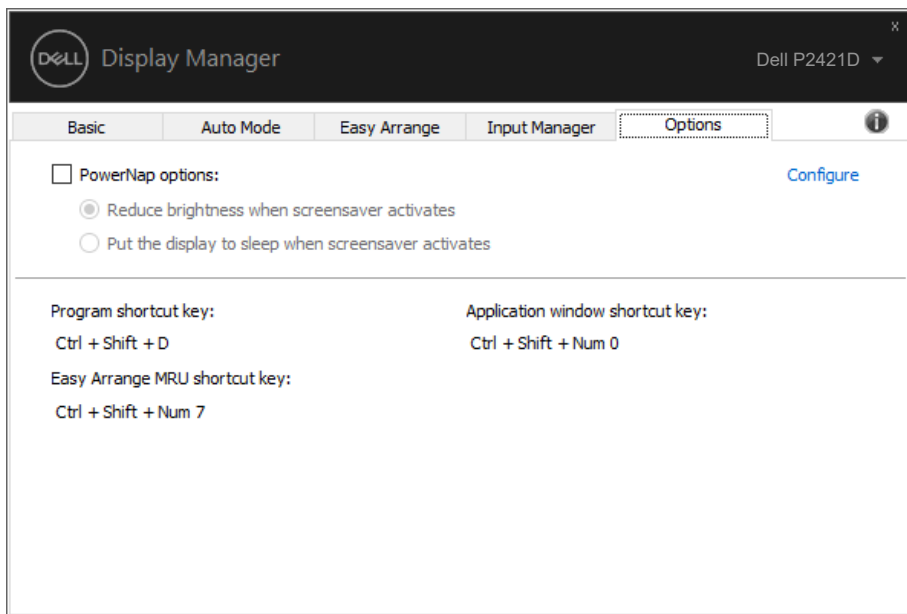 DELL Display Manager
x
Dell P2421D
Basic Auto Mode Easy Arrange Input Manager Options i
PowerNap options: Configure
Reduce brightness when screensaver activates
Put the display to sleep when screensaver activates
Program shortcut key: Application window shortcut key:
Ctrl + Shift + D Ctrl + Shift + Num 0
Easy Arrange MRU shortcut key:
Ctrl + Shift + Num 7